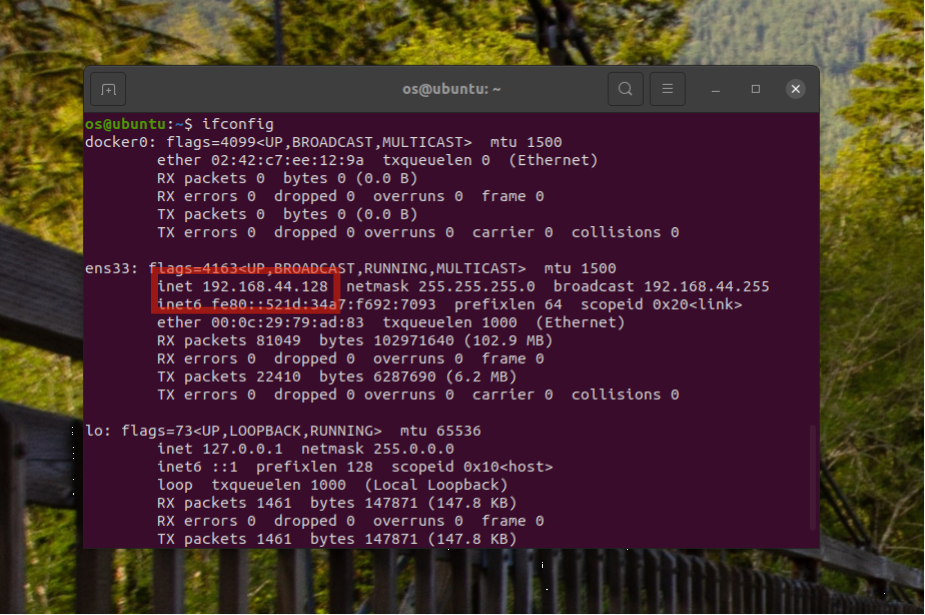 os@ubuntu: ~
os@ubuntu:~$ ifconfig
docker0: flags=4099<UP,BROADCAST,MULTICAST>  mtu 1500
        ether 02:42:c7:ee:12:9a  txqueuelen 0  (Ethernet)
        RX packets 0  bytes 0 (0.0 B)
        RX errors 0  dropped 0  overruns 0  frame 0
        TX packets 0  bytes 0 (0.0 B)
        TX errors 0  dropped 0 overruns 0  carrier 0  collisions 0
ens33: flags=4163<UP,BROADCAST,RUNNING,MULTICAST>  mtu 1500
        inet 192.168.44.128  netmask 255.255.255.0  broadcast 192.168.44.255
        inet6 fe80::521d:34a7:f692:7093  prefixlen 64  scopeid 0x20<link>
        ether 00:0c:29:79:ad:83  txqueuelen 1000  (Ethernet)
        RX packets 81049  bytes 102971640 (102.9 MB)
        RX errors 0  dropped 0  overruns 0  frame 0
        TX packets 22410  bytes 6287690 (6.2 MB)
        TX errors 0  dropped 0 overruns 0  carrier 0  collisions 0
lo: flags=73<UP,LOOPBACK,RUNNING>  mtu 65536
        inet 127.0.0.1  netmask 255.0.0.0
        inet6 ::1  prefixlen 128  scopeid 0x10<host>
        loop  txqueuelen 1000  (Local Loopback)
        RX packets 1461  bytes 147871 (147.8 KB)
        RX errors 0  dropped 0  overruns 0  frame 0
        TX packets 1461  bytes 147871 (147.8 KB)